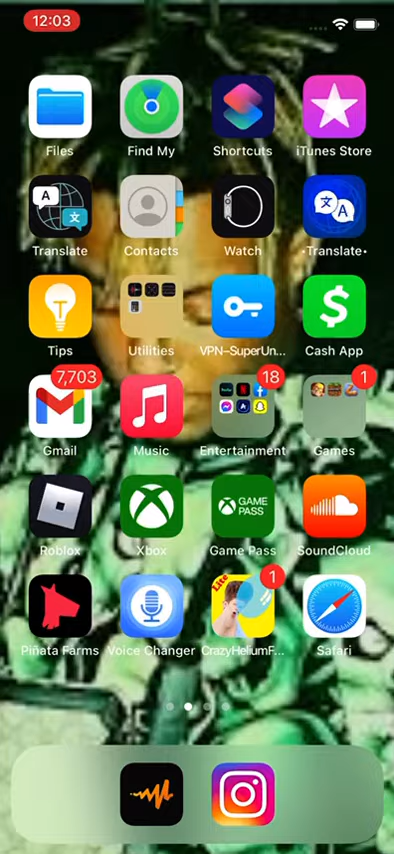 12:03
Files Find My Shortcuts iTunes Store
A 文 文 A
Translate Contacts Watch •Translate•
Tips Utilities VPN–SuperUn... Cash App
7,703 18 1
Gmail Music Entertainment Games
GAME
PASS
Roblox Xbox Game Pass SoundCloud
Lite 1
Piñata Farms Voice Changer CrazyHeliumF... Safari